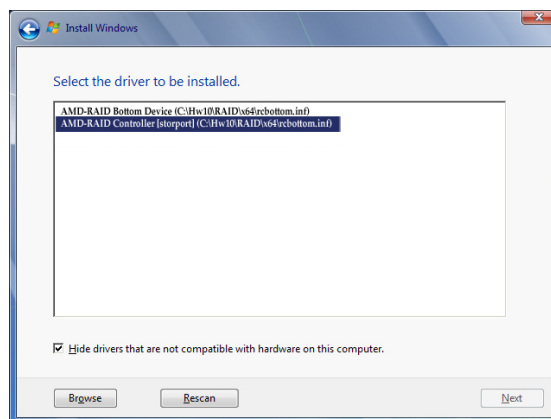 Install Windows
Select the driver to be installed.
AMD-RAID Bottom Device (C:\Hw10\RAID\x64\rcbottom.inf)
AMD-RAID Controller [storport] (C:\Hw10\RAID\x64\rcbottom.inf)
Hide drivers that are not compatible with hardware on this computer.
Browse
Rescan
Next